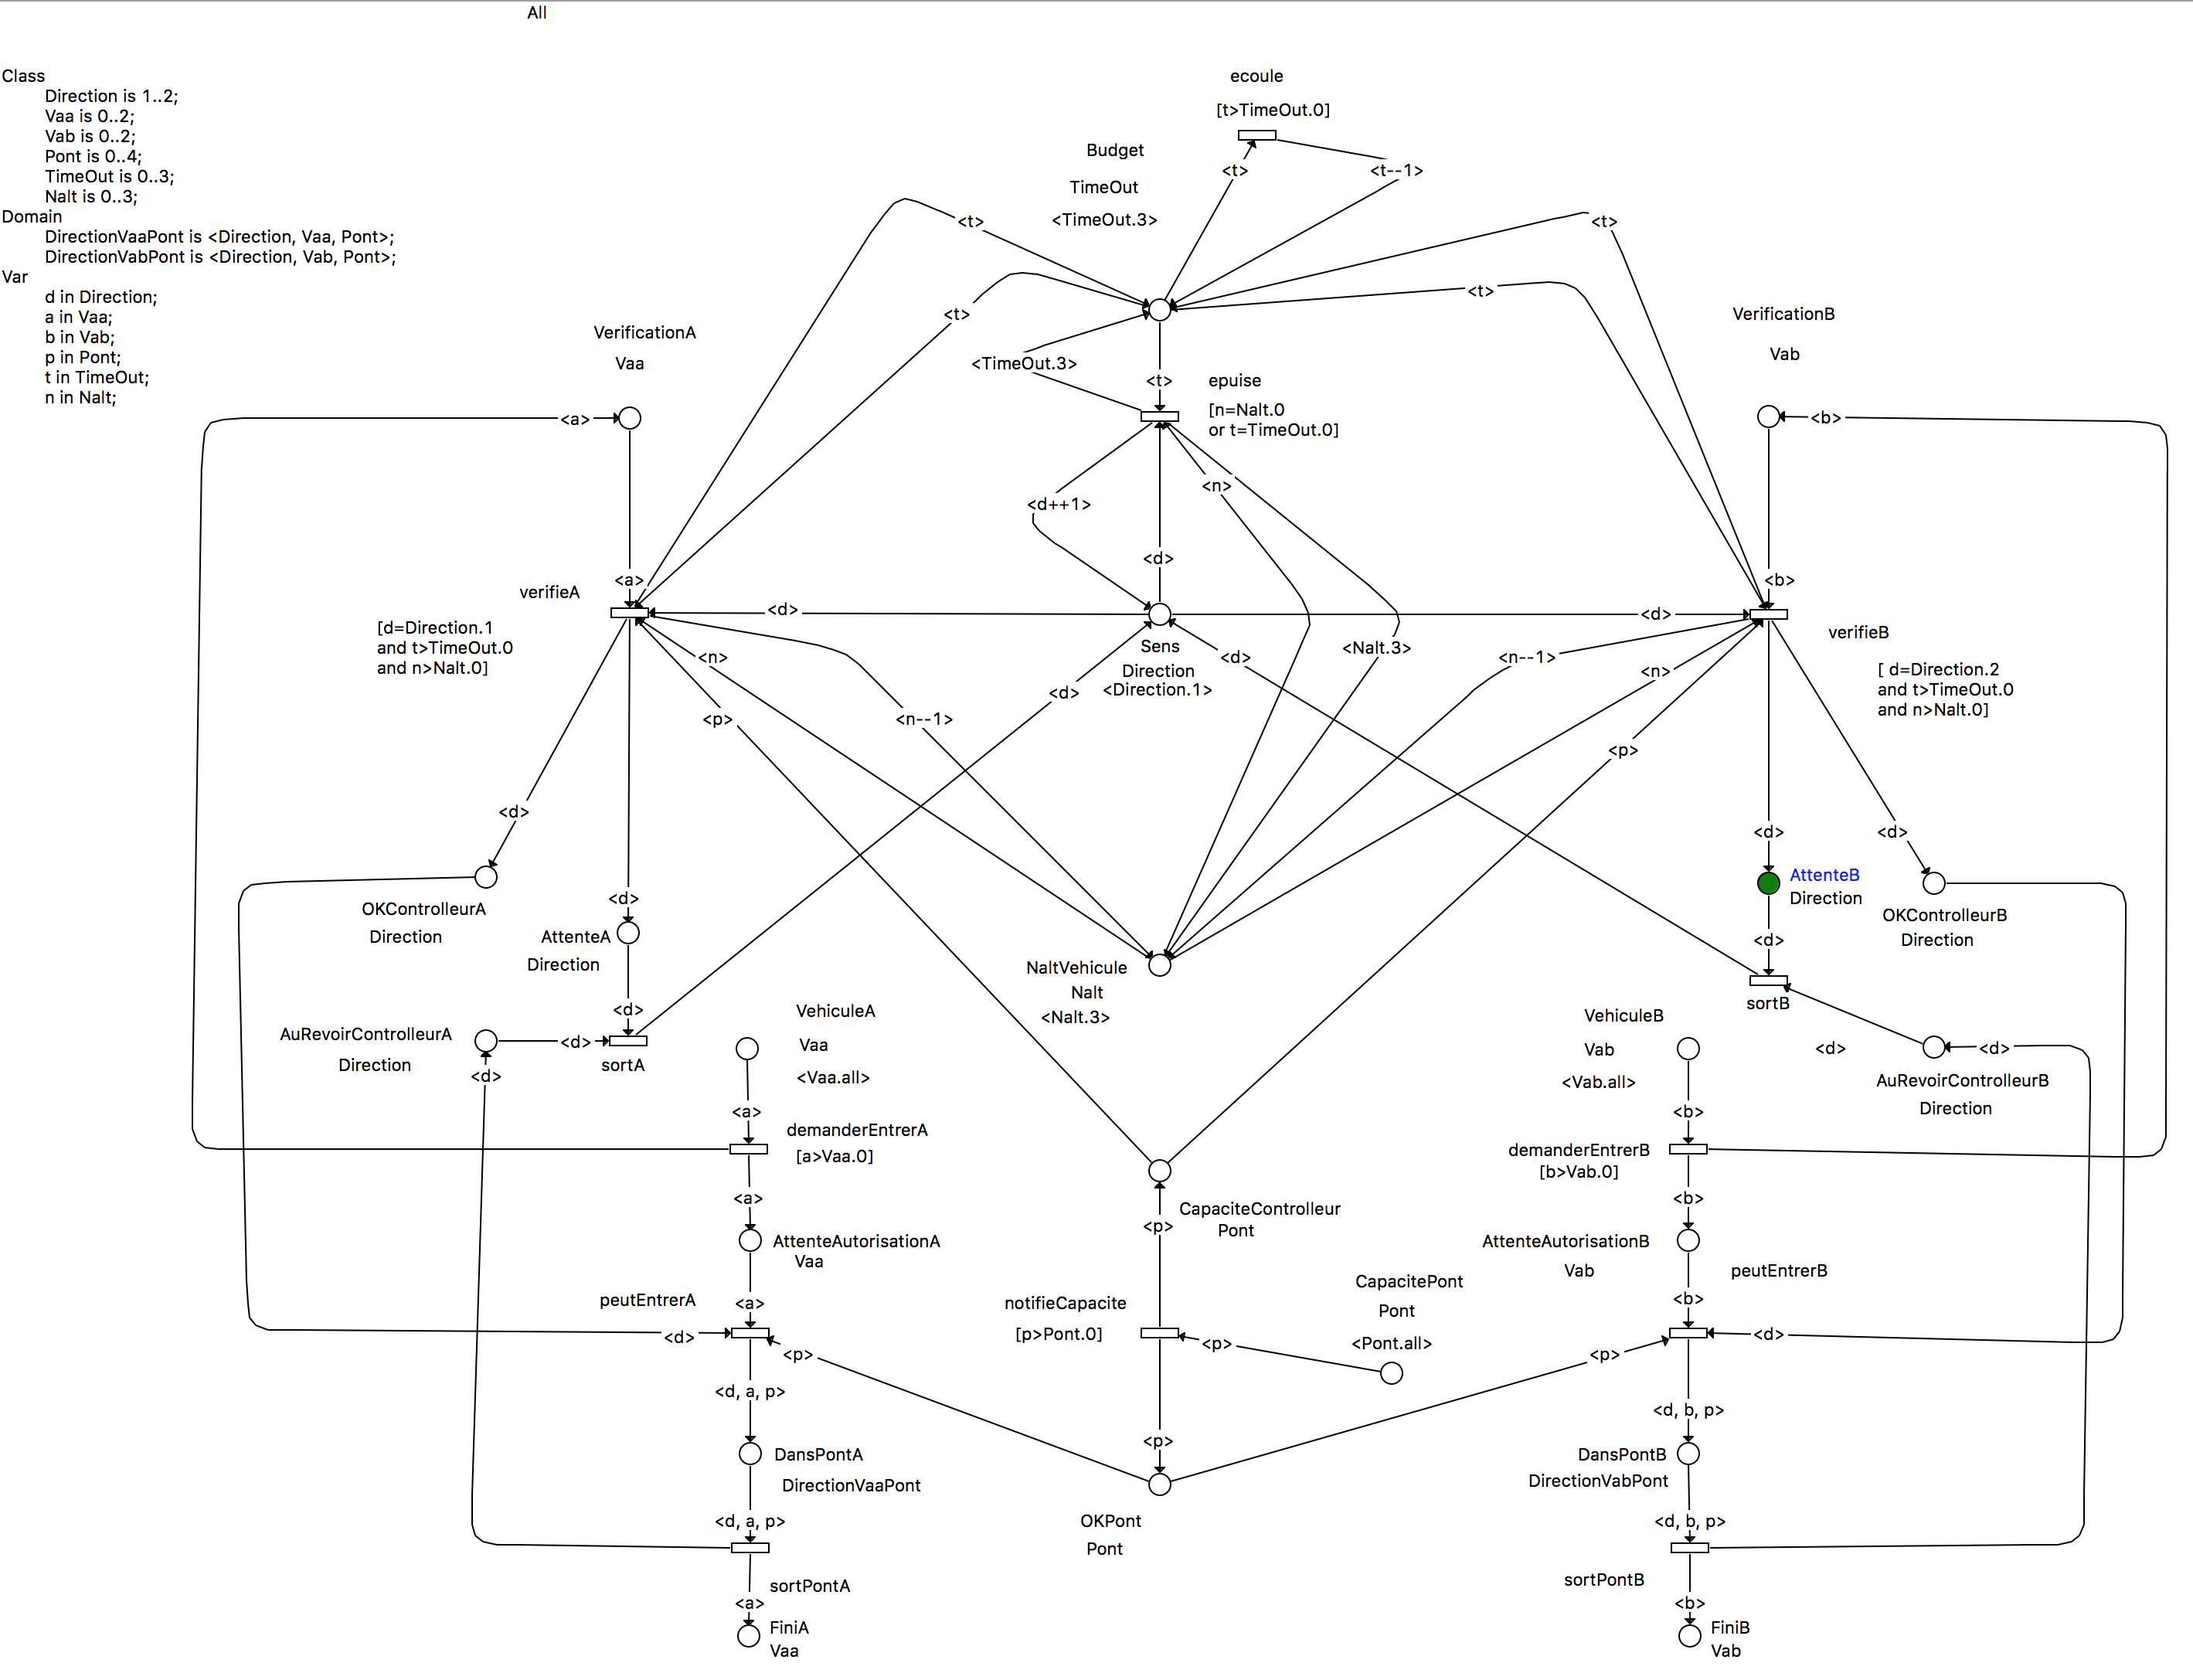 All
Class
Direction is 1..2;
Vaa is 0..2;
Vab is 0..2;
Pont is 0..4;
TimeOut is 0..3;
Nalt is 0..3;
Domain
DirectionVaaPont is <Direction, Vaa, Pont>;
DirectionVabPont is <Direction, Vab, Pont>;
Var
d in Direction;
a in Vaa;
b in Vab;
p in Pont;
t in TimeOut;
n in Nalt;
ecoule
[t>TimeOut.0]
Budget
TimeOut
<TimeOut.3>
<t>
<t--1>
<t>
<t>
<t>
<t>
<TimeOut.3>
<t>
epuise
[n=Nalt.0
or t=TimeOut.0]
VerificationA
Vaa
<a>
VerificationB
Vab
<b>
<d++1>
<n>
<d>
<a>
<b>
verifieA
[d=Direction.1
and t>TimeOut.0
and n>Nalt.0]
<d>
<d>
verifieB
[ d=Direction.2
and t>TimeOut.0
and n>Nalt.0]
Sens
Direction
<Direction.1>
<Nalt.3>
<n>
<p>
<n--1>
<d>
<d>
<n--1>
<n>
<p>
<d>
<d>
<d>
<d>
OKControlleurA
Direction
AttenteA
Direction
AttenteB
Direction
OKControlleurB
Direction
<d>
<d>
NaltVehicule
Nalt
<Nalt.3>
AuRevoirControlleurA
Direction
<d>
<d>
sortA
VehiculeA
Vaa
<Vaa.all>
VehiculeB
Vab
<Vab.all>
sortB
<d>
<d>
AuRevoirControlleurB
Direction
<a>
demanderEntrerA
[a>Vaa.0]
<b>
demanderEntrerB
[b>Vab.0]
<a>
<b>
AttenteAutorisationA
Vaa
CapaciteControlleur
Pont
<p>
AttenteAutorisationB
Vab
peutEntrerA
<a>
<d>
<p>
notifieCapacite
[p>Pont.0]
CapacitePont
Pont
<Pont.all>
<p>
peutEntrerB
<b>
<d>
<p>
<d, a, p>
<d, b, p>
<p>
DansPontA
DirectionVaaPont
DansPontB
DirectionVabPont
<d, a, p>
OKPont
Pont
<d, b, p>
sortPontA
<a>
FiniA
Vaa
sortPontB
<b>
FiniB
Vab